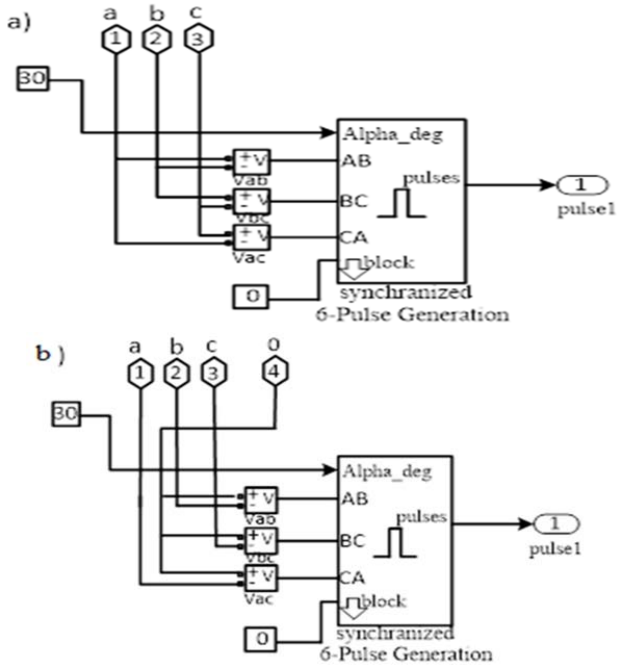 a)
a b c
1 2 3
30
Alpha_deg
+ V AB
-
Vab
pulses
1
+ V BC
-
Vbc
pulse1
+ V CA
-
Vac
block
0
synchranized
6-Pulse Generation
b )
a b c 0
1 2 3 4
30
Alpha_deg
+ V AB
-
Vab
pulses
1
+ V BC
-
Vbc
pulse1
+ V CA
-
Vac
block
0
synchranized
6-Pulse Generation